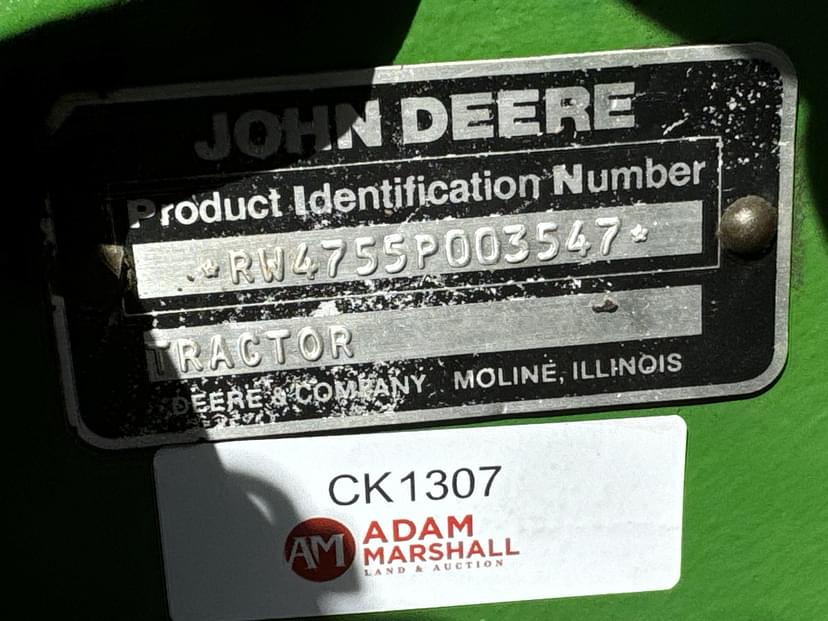 JOHN DEERE
Product Identification Number
*RW4755P003547*
TRACTOR
DEERE & COMPANY MOLINE, ILLINOIS
CK1307
AM
ADAM
MARSHALL
LAND & AUCTION